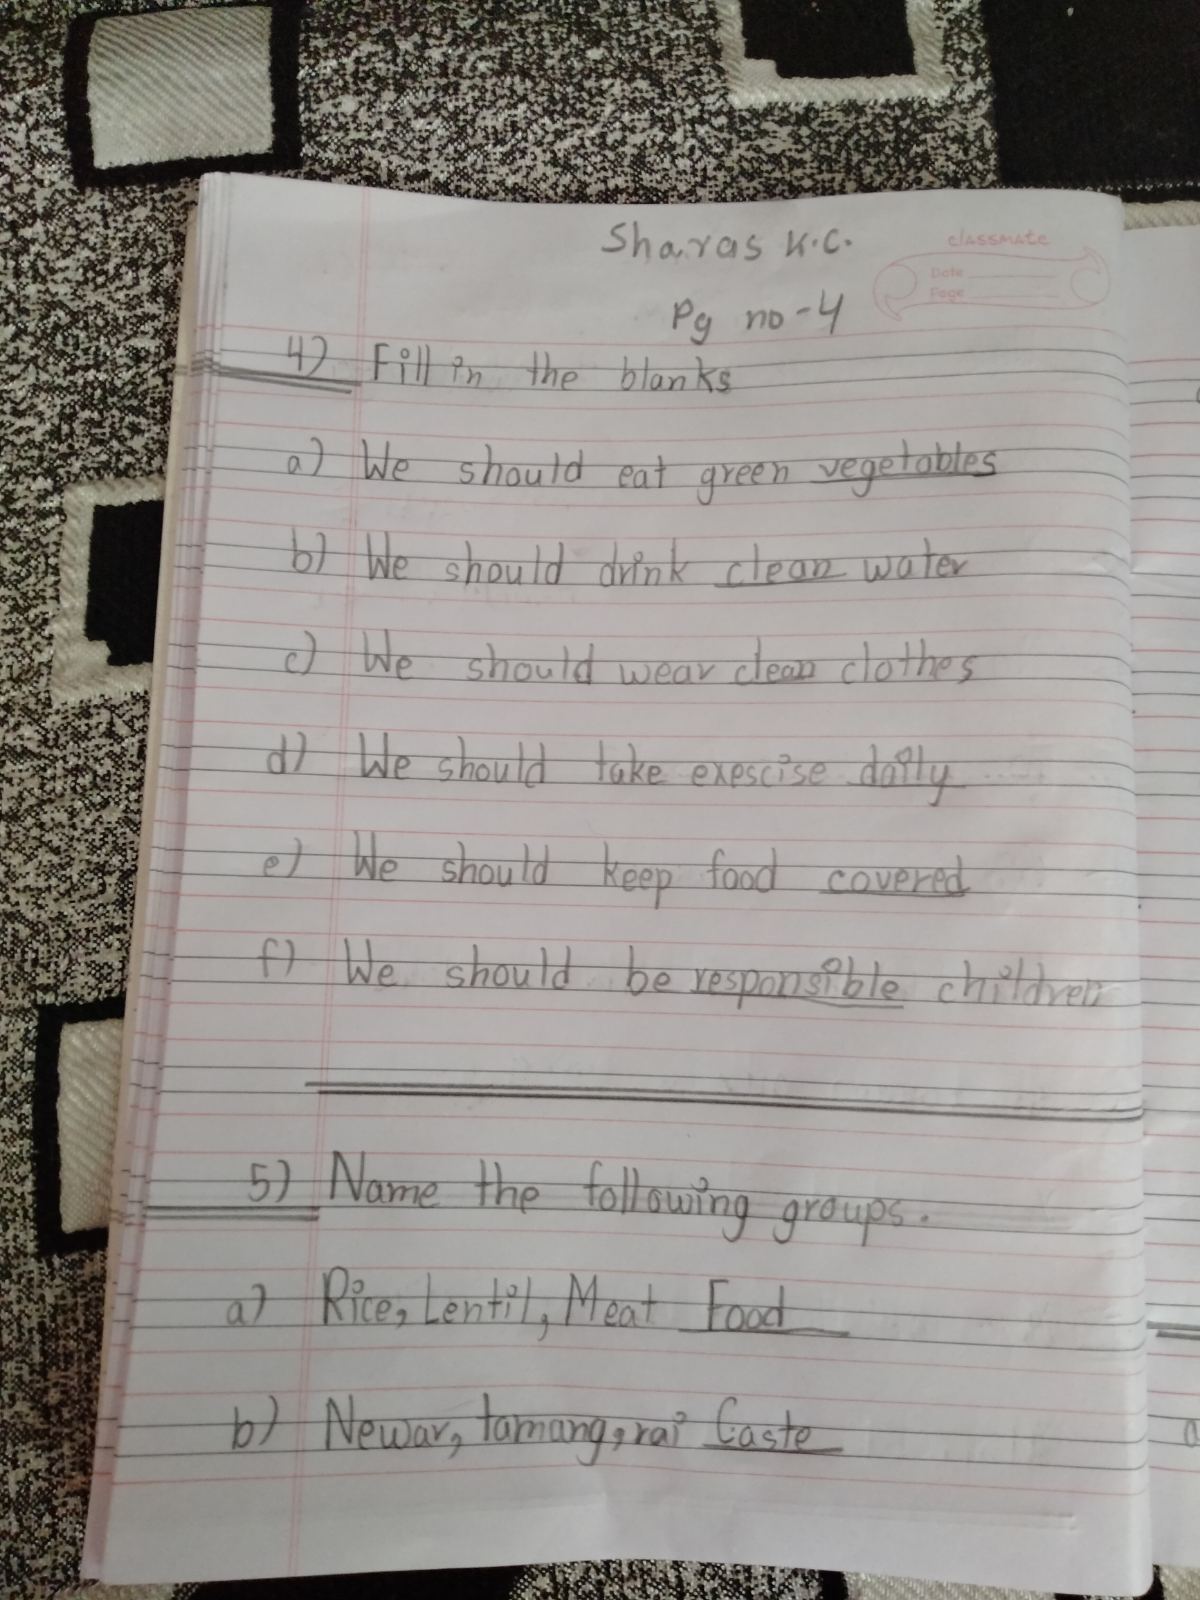 Sharas K.C.
classmate
Date
Page
Pg no-4
4) Fill in the blanks
a) We should eat green vegetables
b) We should drink clean water
c) We should wear clean clothes
d) We should take exescise daily
e) We should keep food covered
f) We should be responsible children
5) Name the following groups.
a) Rice, Lentil, Meat Food
b) Newar, tamang, rai Caste